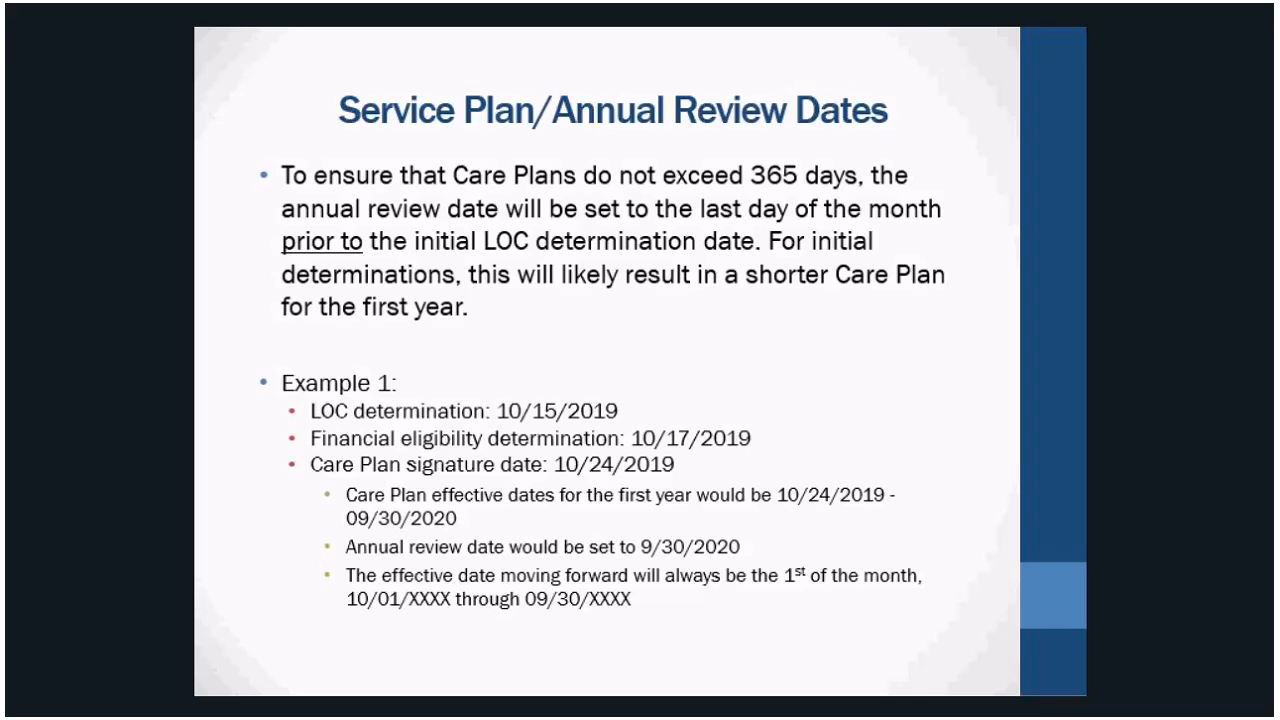 Service Plan/Annual Review Dates
• To ensure that Care Plans do not exceed 365 days, the
annual review date will be set to the last day of the month
prior to the initial LOC determination date. For initial
determinations, this will likely result in a shorter Care Plan
for the first year.
• Example 1:
• LOC determination: 10/15/2019
• Financial eligibility determination: 10/17/2019
• Care Plan signature date: 10/24/2019
• Care Plan effective dates for the first year would be 10/24/2019 -
09/30/2020
• Annual review date would be set to 9/30/2020
• The effective date moving forward will always be the 1st of the month,
10/01/XXXX through 09/30/XXXX